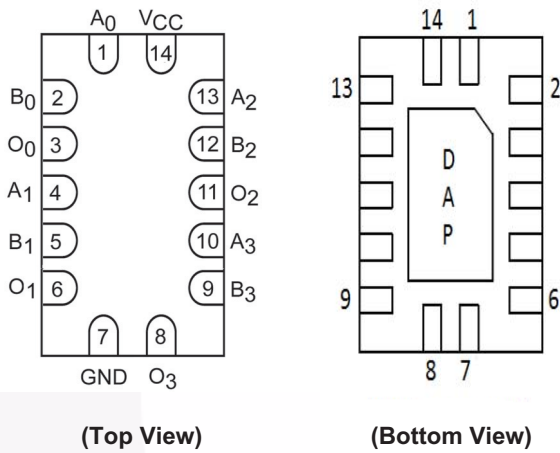 A0 VCC
1 14
B0 2 13 A2
O0 3 12 B2
A1 4 11 O2
B1 5 10 A3
O1 6 9 B3
7 8
GND O3
(Top View)
14 1
13 2
D
A
P
9 6
8 7
(Bottom View)